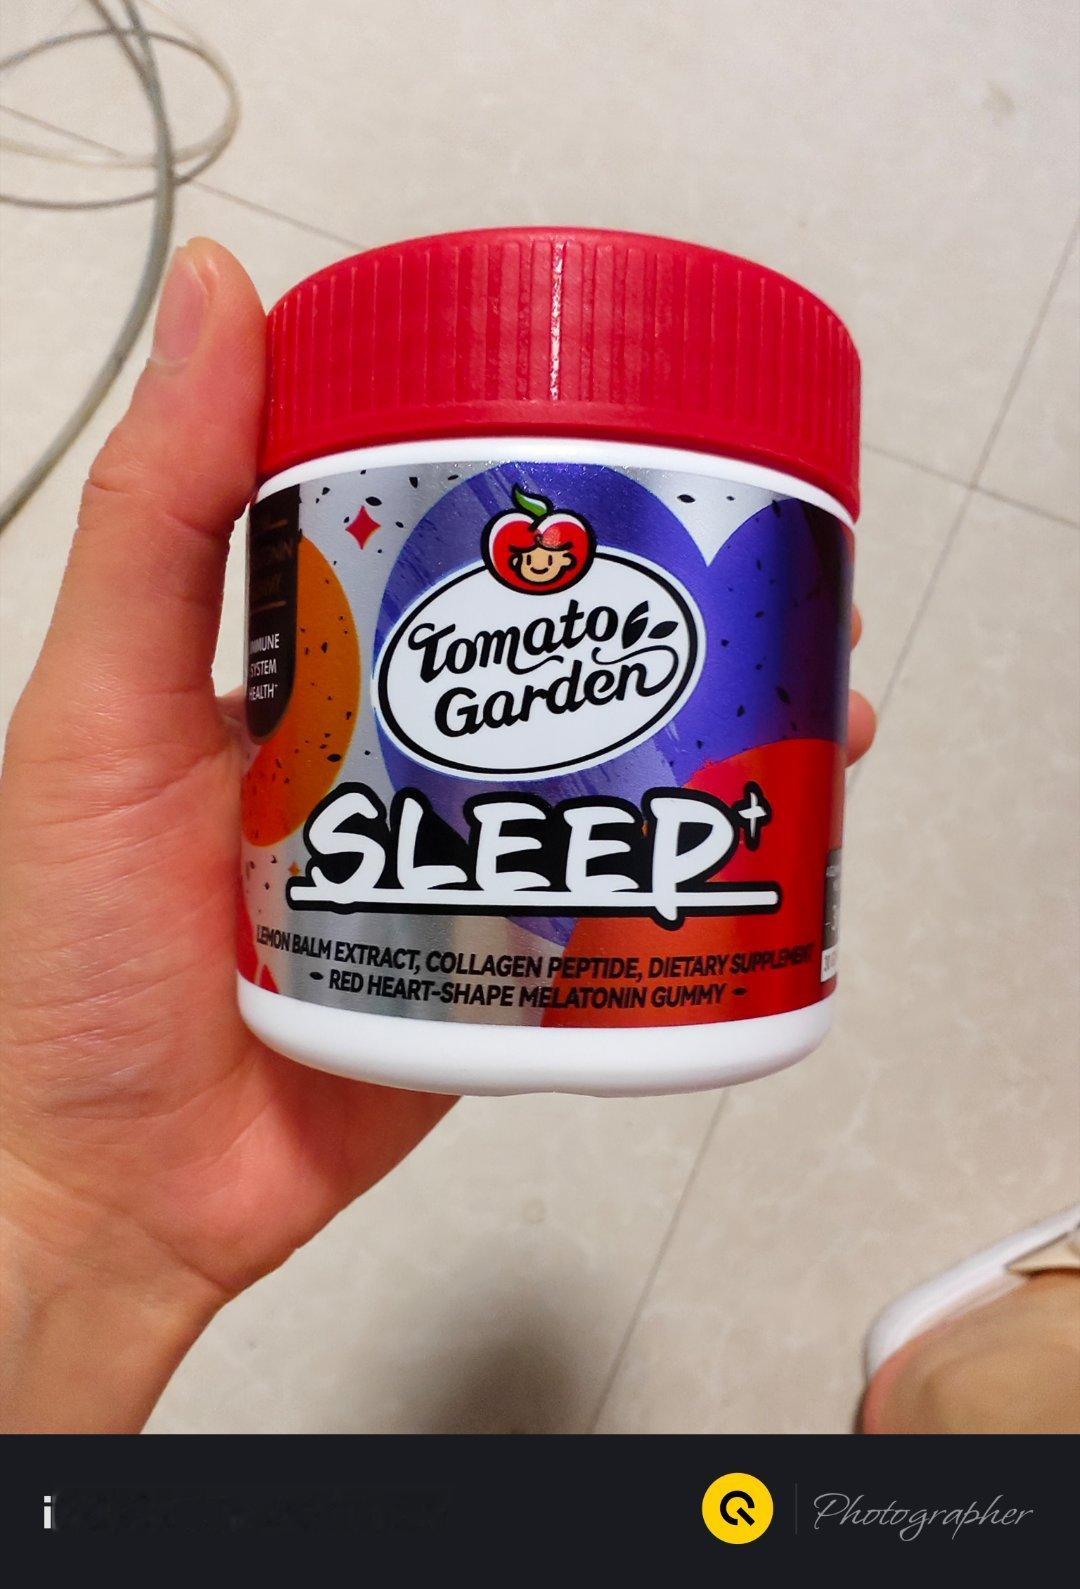 IMMUNE
SYSTEM
HEALTH
Tomato
Garden
SLEEP+
LEMON BALM EXTRACT, COLLAGEN PEPTIDE, DIETARY SUPPLEMENT
RED HEART-SHAPE MELATONIN GUMMY
i
Photographer